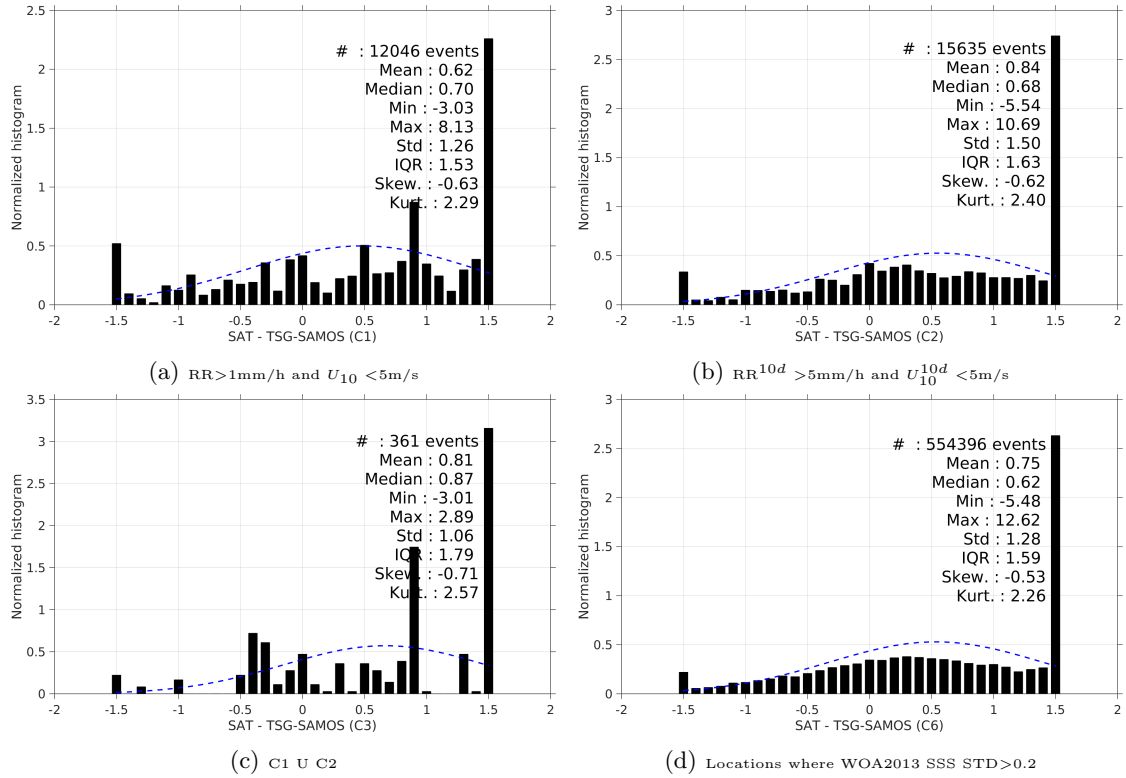 2.5
2
1.5
1
0.5
0
Normalized histogram
# : 12046 events
Mean : 0.62
Median : 0.70
Min : -3.03
Max : 8.13
Std : 1.26
IQR : 1.53
Skew. : -0.63
Kurt. : 2.29
-2 -1.5 -1 -0.5 0 0.5 1 1.5 2
SAT - TSG-SAMOS (C1)
(a) RR>1mm/h and U10 <5m/s
3
2.5
2
1.5
1
0.5
0
Normalized histogram
# : 15635 events
Mean : 0.84
Median : 0.68
Min : -5.54
Max : 10.69
Std : 1.50
IQR : 1.63
Skew. : -0.62
Kurt. : 2.40
-2 -1.5 -1 -0.5 0 0.5 1 1.5 2
SAT - TSG-SAMOS (C2)
(b) RR^10d >5mm/h and U10^10d <5m/s
3.5
3
2.5
2
1.5
1
0.5
0
Normalized histogram
# : 361 events
Mean : 0.81
Median : 0.87
Min : -3.01
Max : 2.89
Std : 1.06
IQR : 1.79
Skew. : -0.71
Kurt. : 2.57
-2 -1.5 -1 -0.5 0 0.5 1 1.5 2
SAT - TSG-SAMOS (C3)
(c) C1 U C2
3
2.5
2
1.5
1
0.5
0
Normalized histogram
# : 554396 events
Mean : 0.75
Median : 0.62
Min : -5.48
Max : 12.62
Std : 1.28
IQR : 1.59
Skew. : -0.53
Kurt. : 2.26
-2 -1.5 -1 -0.5 0 0.5 1 1.5 2
SAT - TSG-SAMOS (C6)
(d) Locations where WOA2013 SSS STD>0.2